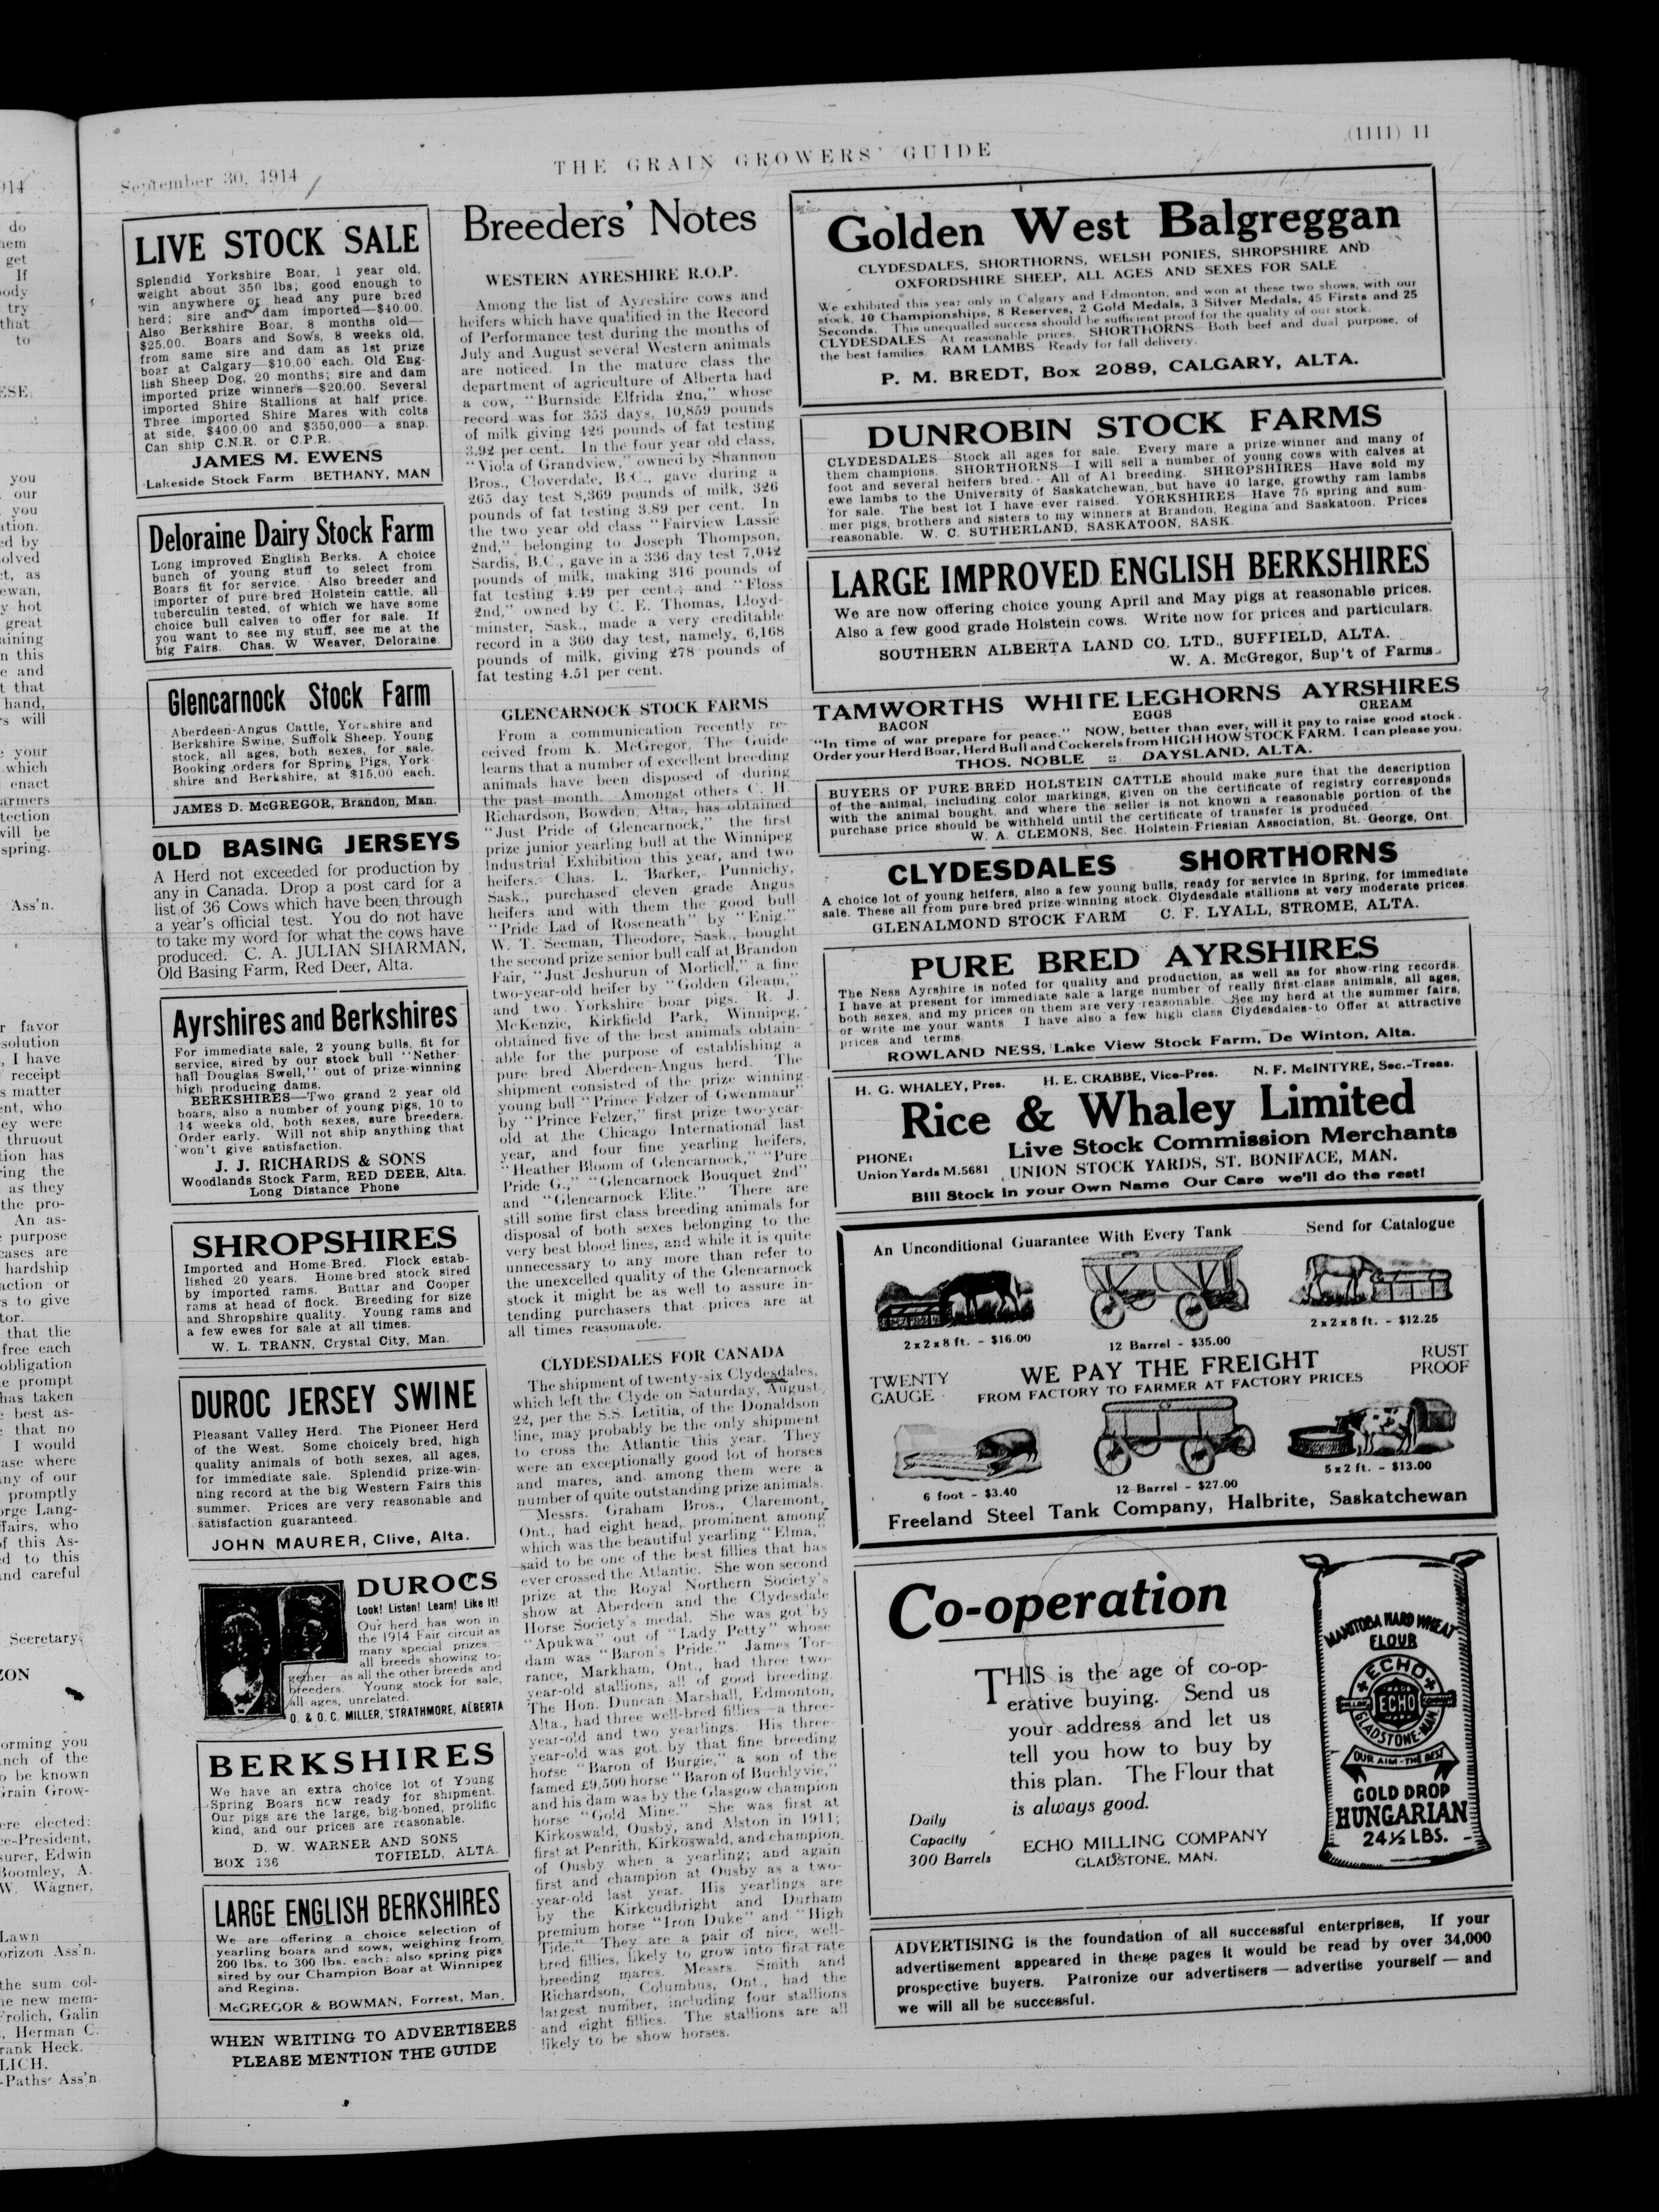 September 30, 1914
THE GRAIN GROWERS' GUIDE
(1111) 11
LIVE STOCK SALE
Splendid Yorkshire Boar, 1 year old,
weight about 350 lbs; good enough to
win anywhere or head any pure bred
herd; sire and dam imported—$40.00.
Also Berkshire Boar, 8 months old—
$25.00. Boars and Sows, 8 weeks old,
from same sire and dam as 1st prize
boar at Calgary—$10.00 each. Old Eng-
lish Sheep Dog, 20 months; sire and dam
imported prize winners—$20.00. Several
imported Shire Stallions at half price.
Three imported Shire Mares with colts
at side, $400.00 and $350,000—a snap.
Can ship C.N.R. or C.P.R.
JAMES M. EWENS
Lakeside Stock Farm BETHANY, MAN
Deloraine Dairy Stock Farm
Long improved English Berks. A choice
bunch of young stuff to select from
Boars fit for service. Also breeder and
importer of pure-bred Holstein cattle, all
tuberculin tested, of which we have some
choice bull calves to offer for sale. If
you want to see my stuff, see me at the
big Fairs. Chas. W Weaver, Deloraine.
Glencarnock Stock Farm
Aberdeen-Angus Cattle, Yorkshire and
Berkshire Swine, Suffolk Sheep. Young
stock, all ages, both sexes, for sale.
Booking orders for Spring Pigs, York-
shire and Berkshire, at $15.00 each.
JAMES D. McGREGOR, Brandon, Man.
OLD BASING JERSEYS
A Herd not exceeded for production by
any in Canada. Drop a post card for a
list of 36 Cows which have been through
a year's official test. You do not have
to take my word for what the cows have
produced. C. A. JULIAN SHARMAN,
Old Basing Farm, Red Deer, Alta.
Ayrshires and Berkshires
For immediate sale, 2 young bulls, fit for
service, sired by our stock bull "Nether-
hall Douglas Swell," out of prize-winning
high producing dams.
BERKSHIRES—Two grand 2 year old
boars, also a number of young pigs, 10 to
14 weeks old, both sexes, sure breeders.
Order early. Will not ship anything that
won't give satisfaction.
J. J. RICHARDS & SONS
Woodlands Stock Farm, RED DEER, Alta.
Long Distance Phone
SHROPSHIRES
Imported and Home-Bred. Flock estab-
lished 20 years. Home-bred stock sired
by imported rams. Buttar and Cooper
rams at head of flock. Breeding for size
and Shropshire quality. Young rams and
a few ewes for sale at all times.
W. L. TRANN, Crystal City, Man.
DUROC JERSEY SWINE
Pleasant Valley Herd. The Pioneer Herd
of the West. Some choicely bred, high
quality animals of both sexes, all ages,
for immediate sale. Splendid prize-win-
ning record at the big Western Fairs this
summer. Prices are very reasonable and
satisfaction guaranteed.
JOHN MAURER, Clive, Alta.
DUROCS
Look! Listen! Learn! Like It!
Our herd has won in
the 1914 Fair circuit as
many special prizes—
all breeds showing to-
gether—as all the other breeds and
breeders. Young stock for sale,
all ages, unrelated.
O. & O. C. MILLER, STRATHMORE, ALBERTA
BERKSHIRES
We have an extra choice lot of Young
Spring Boars now ready for shipment.
Our pigs are the large, big-boned, prolific
kind, and our prices are reasonable.
D. W. WARNER AND SONS
BOX 136 TOFIELD, ALTA.
LARGE ENGLISH BERKSHIRES
We are offering a choice selection of
yearling boars and sows, weighing from
200 lbs. to 300 lbs. each; also spring pigs
sired by our Champion Boar at Winnipeg
and Regina.
McGREGOR & BOWMAN, Forrest, Man.
WHEN WRITING TO ADVERTISERS
PLEASE MENTION THE GUIDE
Breeders' Notes
WESTERN AYRESHIRE R.O.P.
Among the list of Ayreshire cows and
heifers which have qualified in the Record
of Performance test during the months of
July and August several Western animals
are noticed. In the mature class the
department of agriculture of Alberta had
a cow, "Burnside Elfrida 2nd," whose
record was for 353 days, 10,859 pounds
of milk giving 426 pounds of fat testing
3.92 per cent. In the four year old class,
"Viola of Grandview," owned by Shannon
Bros., Cloverdale, B.C., gave during a
265 day test 8,369 pounds of milk, 326
pounds of fat testing 3.89 per cent. In
the two year old class "Fairview Lassie
2nd," belonging to Joseph Thompson,
Sardis, B.C., gave in a 336 day test 7,042
pounds of milk, making 316 pounds of
fat testing 4.49 per cent.; and "Floss
2nd," owned by C. E. Thomas, Lloyd-
minster, Sask., made a very creditable
record in a 360 day test, namely, 6,168
pounds of milk, giving 278 pounds of
fat testing 4.51 per cent.
GLENCARNOCK STOCK FARMS
From a communication recently re-
ceived from K. McGregor, The Guide
learns that a number of excellent breeding
animals have been disposed of during
the past month. Amongst others C. H.
Richardson, Bowden, Alta., has obtained
"Just Pride of Glencarnock," the first
prize junior yearling bull at the Winnipeg
Industrial Exhibition this year, and two
heifers. Chas. L. Barker, Punnichy,
Sask., purchased eleven grade Angus
heifers and with them the good bull
"Pride Lad of Roseneath" by "Enig."
W. T. Seeman, Theodore, Sask., bought
the second prize senior bull calf at Brandon
Fair, "Just Jeshurun of Morlich," a fine
two-year-old heifer by "Golden Gleam,"
and two Yorkshire boar pigs. R. J.
McKenzie, Kirkfield Park, Winnipeg,
obtained five of the best animals obtain-
able for the purpose of establishing a
pure bred Aberdeen-Angus herd. The
shipment consisted of the prize winning
young bull "Prince Felzer of Gwenmaur"
by "Prince Felzer," first prize two-year-
old at the Chicago International last
year, and four fine yearling heifers,
"Heather Bloom of Glencarnock," "Pure
Pride G.," "Glencarnock Bouquet 2nd"
and "Glencarnock Elite." There are
still some first class breeding animals for
disposal of both sexes belonging to the
very best blood lines, and while it is quite
unnecessary to any more than refer to
the unexcelled quality of the Glencarnock
stock it might be as well to assure in-
tending purchasers that prices are at
all times reasonable.
CLYDESDALES FOR CANADA
The shipment of twenty-six Clydesdales,
which left the Clyde on Saturday, August
22, per the S.S. Letitia, of the Donaldson
line, may probably be the only shipment
to cross the Atlantic this year. They
were an exceptionally good lot of horses
and mares, and among them were a
number of quite outstanding prize animals.
Messrs. Graham Bros., Claremont,
Ont., had eight head, prominent among
which was the beautiful yearling "Elma,"
said to be one of the best fillies that has
ever crossed the Atlantic. She won second
prize at the Royal Northern Society's
show at Aberdeen and the Clydesdale
Horse Society's medal. She was got by
"Apukwa" out of "Lady Petty" whose
dam was "Baron's Pride." James Tor-
rance, Markham, Ont., had three two-
year-old stallions, all of good breeding.
The Hon. Duncan Marshall, Edmonton,
Alta., had three well-bred fillies—a three-
year-old and two yearlings. His three-
year-old was got by that fine breeding
horse "Baron of Burgie," a son of the
famed £9,500 horse "Baron of Buchlyvie,"
and his dam was by the Glasgow champion
horse "Gold Mine." She was first at
Kirkoswald, Ousby, and Alston in 1911;
first at Penrith, Kirkoswald, and champion
of Ousby when a yearling; and again
first and champion at Ousby as a two-
year-old last year. His yearlings are
by the Kirkcudbright and Durham
premium horse "Iron Duke" and "High
Tide." They are a pair of nice, well-
bred fillies, likely to grow into first rate
breeding mares. Messrs. Smith and
Richardson, Columbus, Ont., had the
largest number, including four stallions
and eight fillies. The stallions are all
likely to be show horses.
Golden West Balgreggan
CLYDESDALES, SHORTHORNS, WELSH PONIES, SHROPSHIRE AND
OXFORDSHIRE SHEEP, ALL AGES AND SEXES FOR SALE
We exhibited this year only in Calgary and Edmonton, and won at these two shows, with our
stock, 40 Championships, 8 Reserves, 2 Gold Medals, 3 Silver Medals, 45 Firsts and 25
Seconds. This unequalled success should be sufficient proof for the quality of our stock.
CLYDESDALES At reasonable prices. SHORTHORNS Both beef and dual purpose, of
the best families. RAM LAMBS Ready for fall delivery.
P. M. BREDT, Box 2089, CALGARY, ALTA.
DUNROBIN STOCK FARMS
CLYDESDALES Stock all ages for sale. Every mare a prize-winner and many of
them champions. SHORTHORNS—I will sell a number of young cows with calves at
foot and several heifers bred. All of A1 breeding. SHROPSHIRES—Have sold my
ewe lambs to the University of Saskatchewan, but have 40 large, growthy ram lambs
for sale. The best lot I have ever raised. YORKSHIRES—Have 75 spring and sum-
mer pigs, brothers and sisters to my winners at Brandon, Regina and Saskatoon. Prices
reasonable. W. C. SUTHERLAND, SASKATOON, SASK.
LARGE IMPROVED ENGLISH BERKSHIRES
We are now offering choice young April and May pigs at reasonable prices.
Also a few good grade Holstein cows. Write now for prices and particulars.
SOUTHERN ALBERTA LAND CO. LTD., SUFFIELD, ALTA.
W. A. McGregor, Sup't of Farms
TAMWORTHS WHITE LEGHORNS AYRSHIRES
BACON EGGS CREAM
"In time of war prepare for peace." NOW, better than ever, will it pay to raise good stock.
Order your Herd Boar, Herd Bull and Cockerels from HIGH HOW STOCK FARM. I can please you.
THOS. NOBLE :: DAYSLAND, ALTA.
BUYERS OF PURE-BRED HOLSTEIN CATTLE should make sure that the description
of the animal, including color markings, given on the certificate of registry corresponds
with the animal bought, and where the seller is not known a reasonable portion of the
purchase price should be withheld until the certificate of transfer is produced.
W. A. CLEMONS, Sec. Holstein-Friesian Association, St. George, Ont.
CLYDESDALES SHORTHORNS
A choice lot of young heifers, also a few young bulls, ready for service in Spring, for immediate
sale. These all from pure-bred prize-winning stock. Clydesdale stallions at very moderate prices.
GLENALMOND STOCK FARM C. F. LYALL, STROME, ALTA.
PURE BRED AYRSHIRES
The Ness Ayrshire is noted for quality and production, as well as for show-ring records.
I have at present for immediate sale a large number of really first-class animals, all ages,
both sexes, and my prices on them are very reasonable. See my herd at the summer fairs,
or write me your wants I have also a few high class Clydesdales to Offer at attractive
prices and terms.
ROWLAND NESS, Lake View Stock Farm, De Winton, Alta.
H. G. WHALEY, Pres. H. E. CRABBE, Vice-Pres. N. F. McINTYRE, Sec.-Treas.
Rice & Whaley Limited
Live Stock Commission Merchants
PHONE:
Union Yards M.5681 UNION STOCK YARDS, ST. BONIFACE, MAN.
Bill Stock in your Own Name Our Care we'll do the rest!
An Unconditional Guarantee With Every Tank Send for Catalogue
2x2x8 ft. - $16.00
12 Barrel - $35.00
2x2x8 ft. - $12.25
TWENTY
GAUGE
WE PAY THE FREIGHT
FROM FACTORY TO FARMER AT FACTORY PRICES
RUST
PROOF
6 foot - $3.40
12 Barrel - $27.00
5x2 ft. - $13.00
Freeland Steel Tank Company, Halbrite, Saskatchewan
Co-operation
THIS is the age of co-op-
erative buying. Send us
your address and let us
tell you how to buy by
this plan. The Flour that
is always good.
Daily
Capacity
300 Barrels
ECHO MILLING COMPANY
GLADSTONE, MAN.
MANITOBA HARD WHEAT
FLOUR
ECHO
MILLING COMPANY
ECHO
GLADSTONE-MAN.
OUR AIM-THE BEST
GOLD DROP
HUNGARIAN
24½ LBS.
ADVERTISING is the foundation of all successful enterprises, If your
advertisement appeared in these pages it would be read by over 34,000
prospective buyers. Patronize our advertisers — advertise yourself — and
we will all be successful.